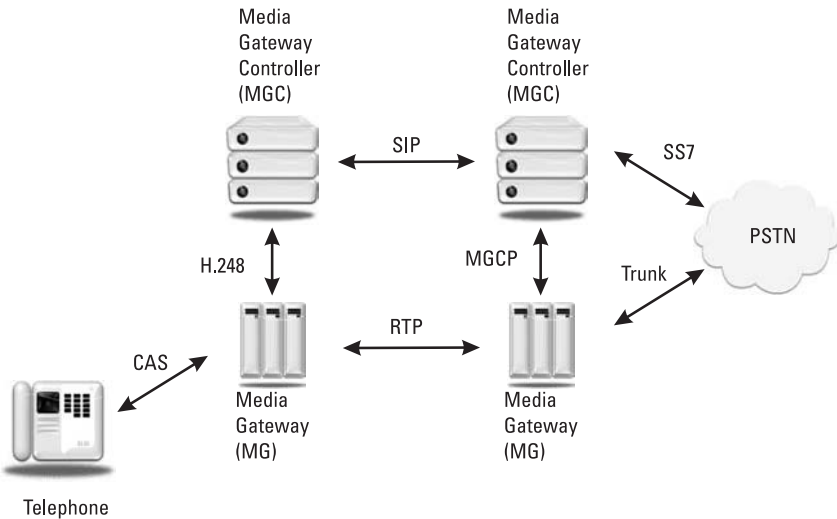 Media
Gateway
Controller
(MGC)
Media
Gateway
Controller
(MGC)
SIP
SS7
PSTN
H.248
MGCP
Trunk
RTP
CAS
Media
Gateway
(MG)
Media
Gateway
(MG)
Telephone